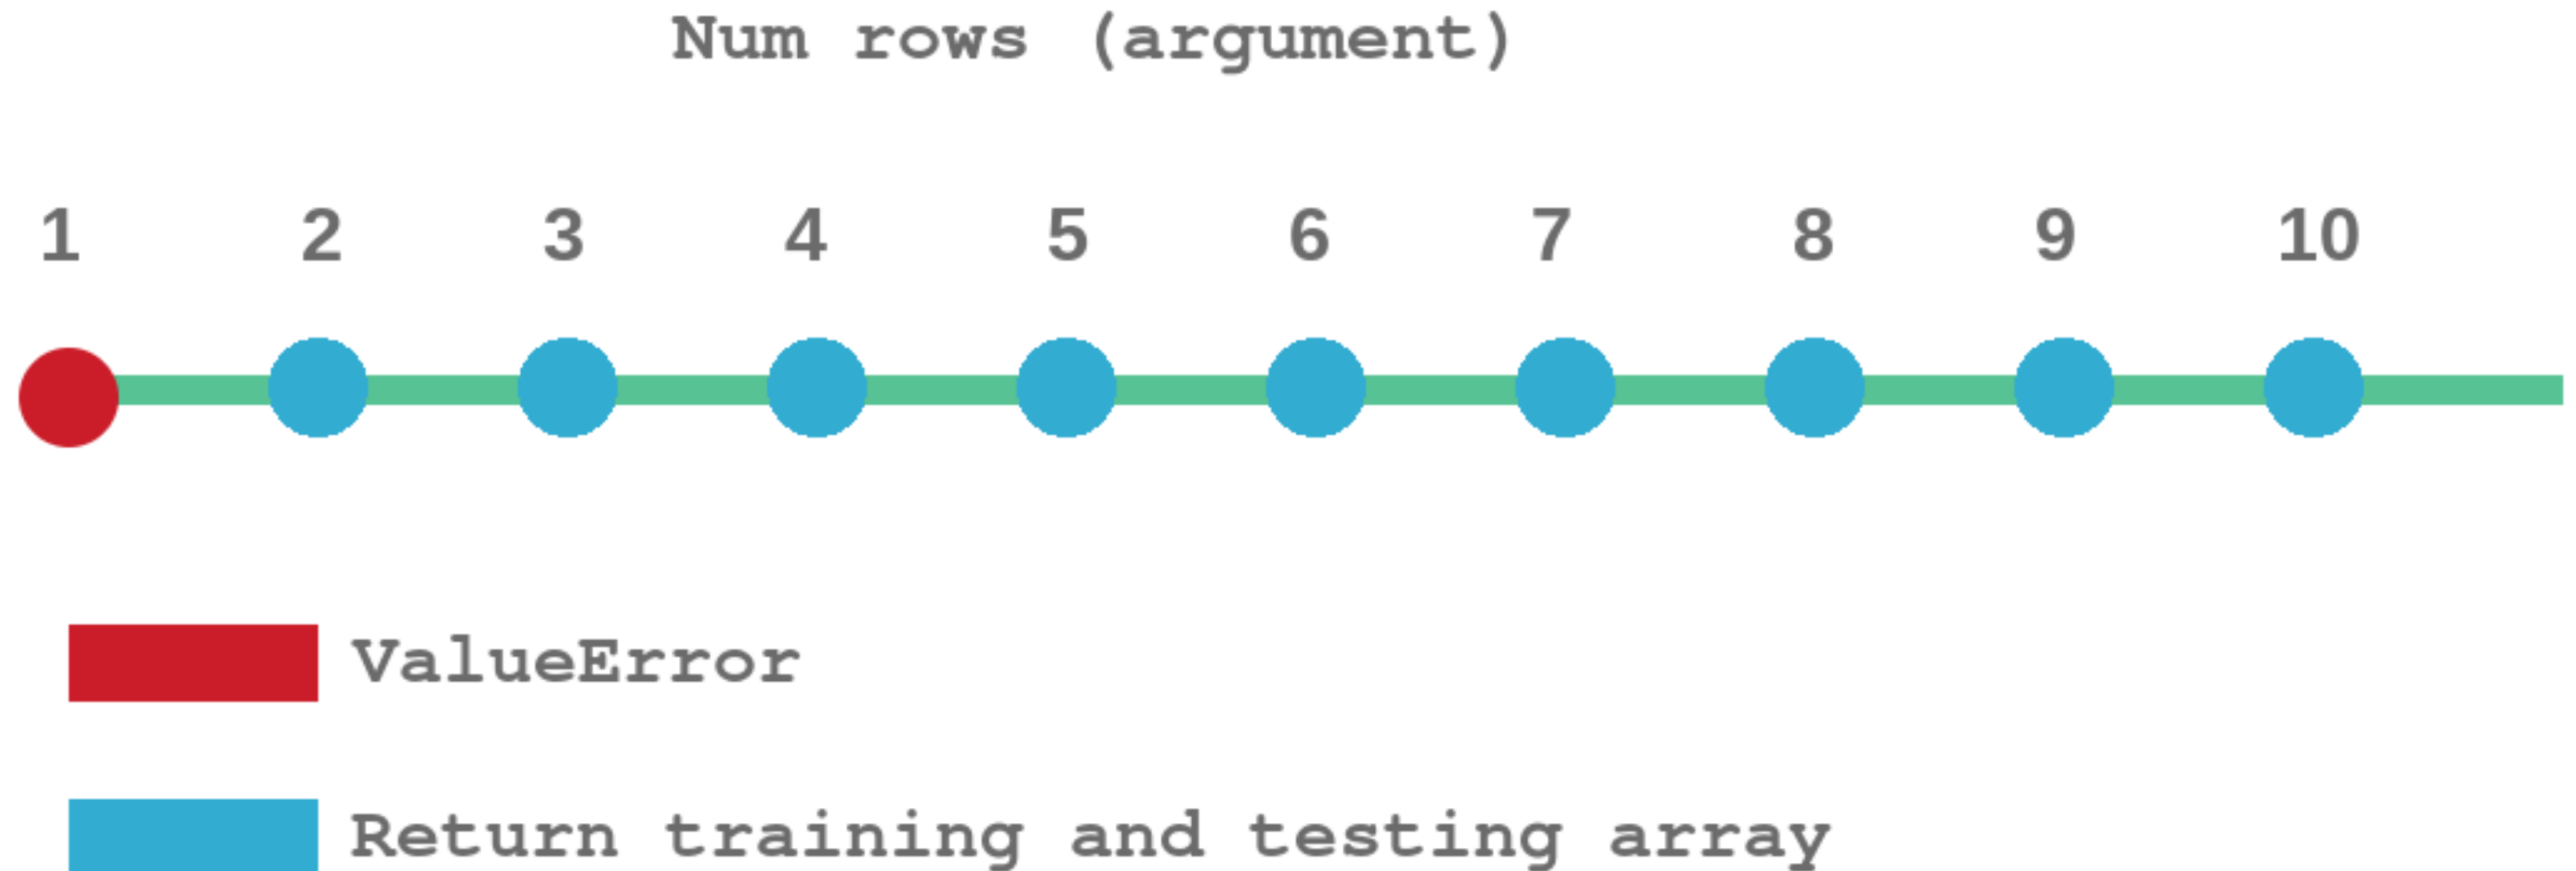 Num rows (argument)
1 2 3 4 5 6 7 8 9 10
ValueError
Return training and testing array